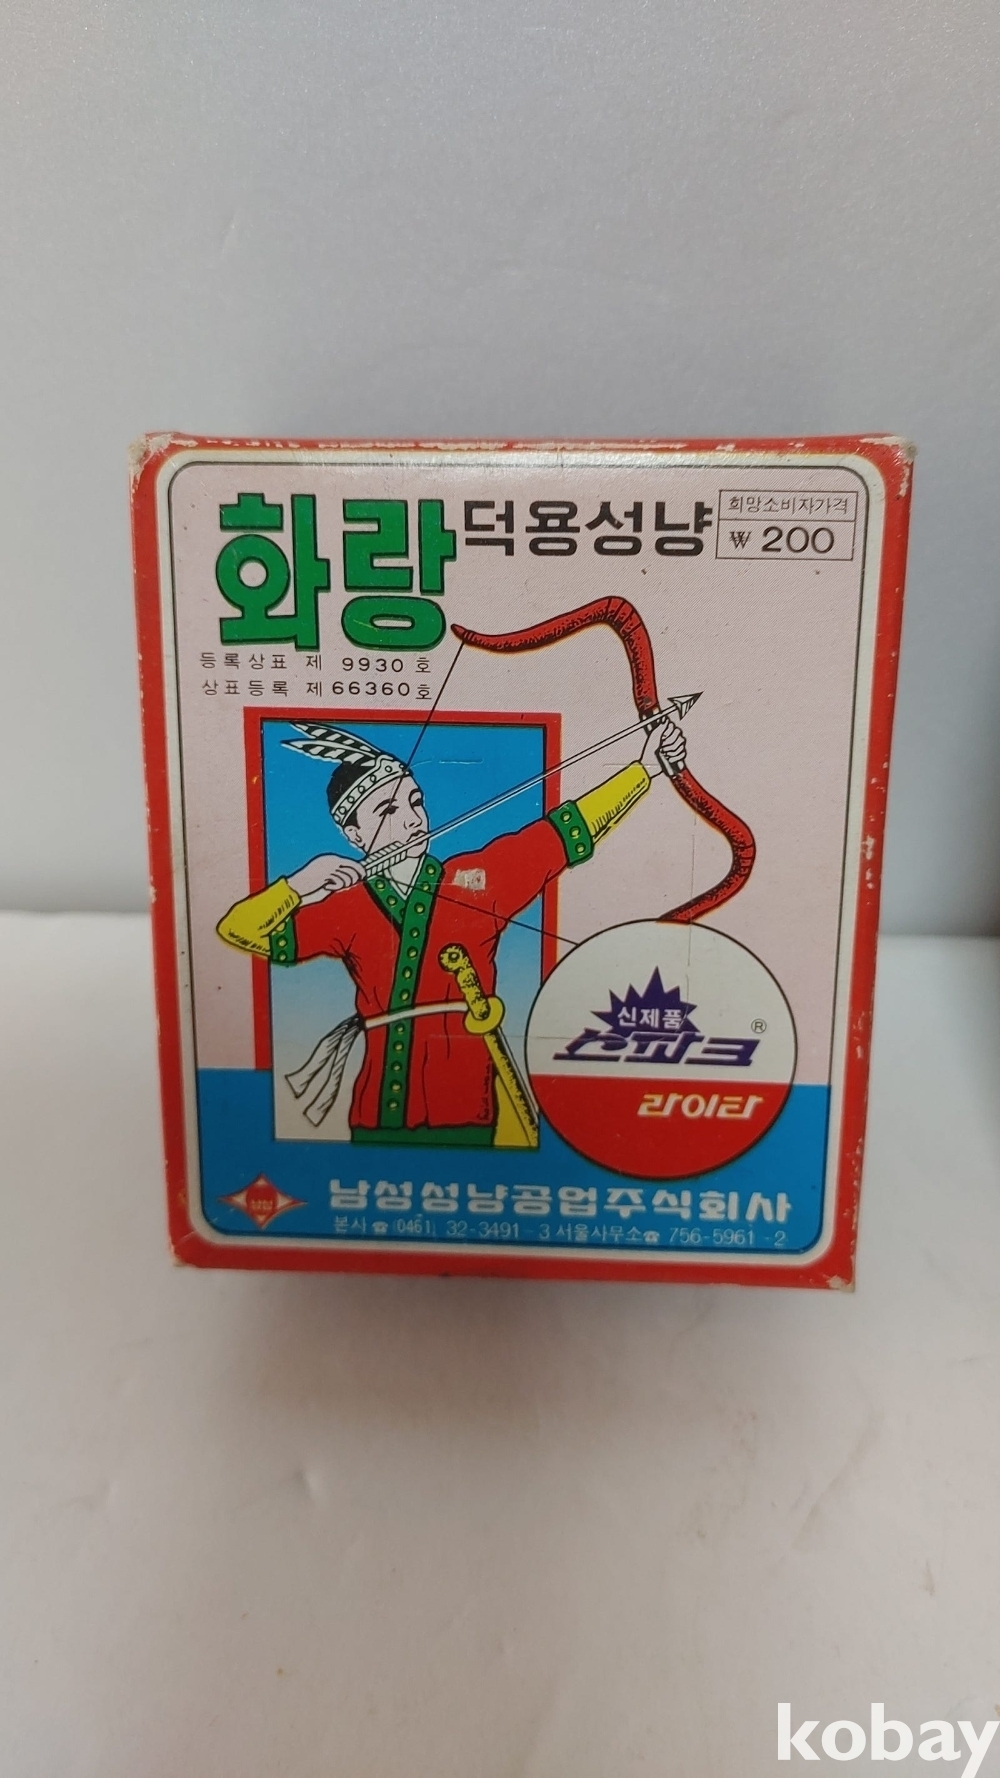 화랑 덕용성냥
희망소비자가격
₩ 200
등록상표 제 9930 호
상표등록 제 66360 호
신제품
스파크 ®
라이타
남성
남성성냥공업주식회사
본사 ☎ (0461) 32-3491-3 서울사무소 ☎ 756-5961-2
kobay